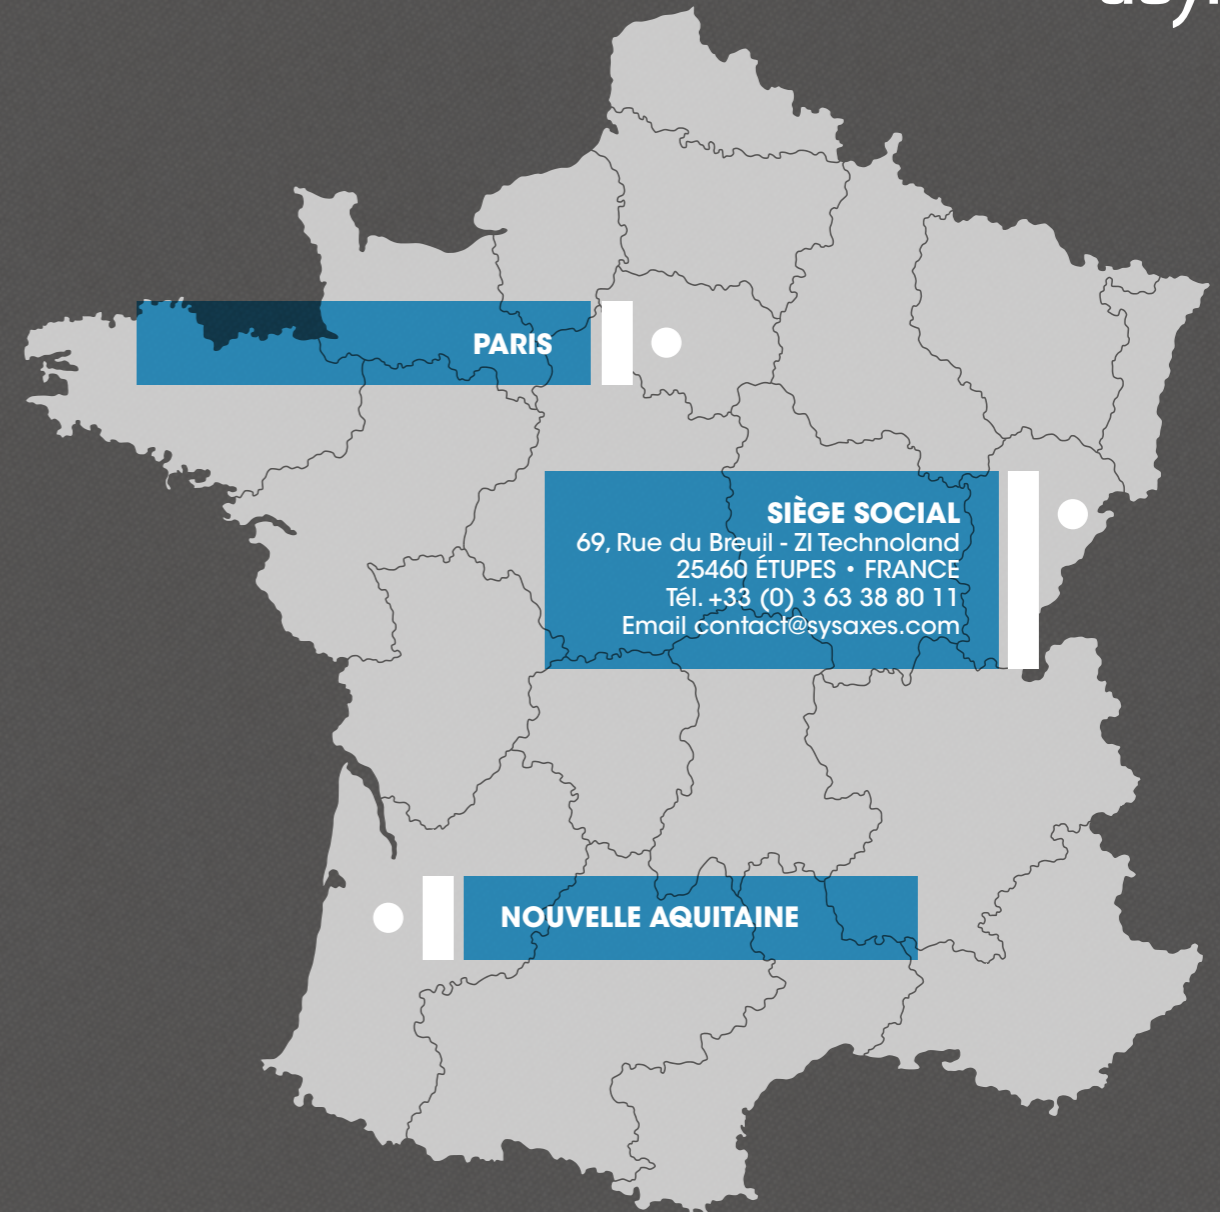 PARIS
SIÈGE SOCIAL
69, Rue du Breuil - ZI Technoland
25460 ÉTUPES • FRANCE
Tél. +33 (0) 3 63 38 80 11
Email contact@sysaxes.com
NOUVELLE AQUITAINE